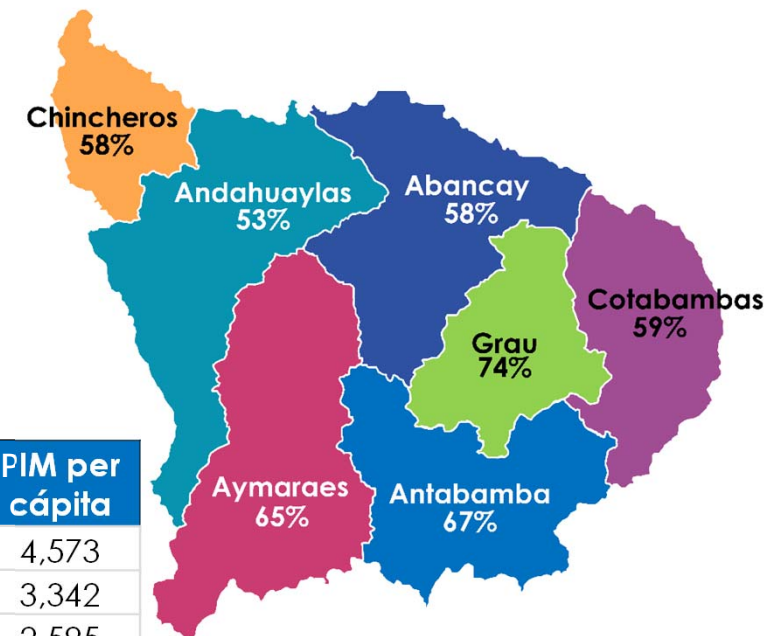 Chincheros
58%
Andahuaylas
53%
Abancay
58%
Cotabambas
59%
Grau
74%
Aymaraes
65%
Antabamba
67%
PIM per
cápita
4,573
3,342